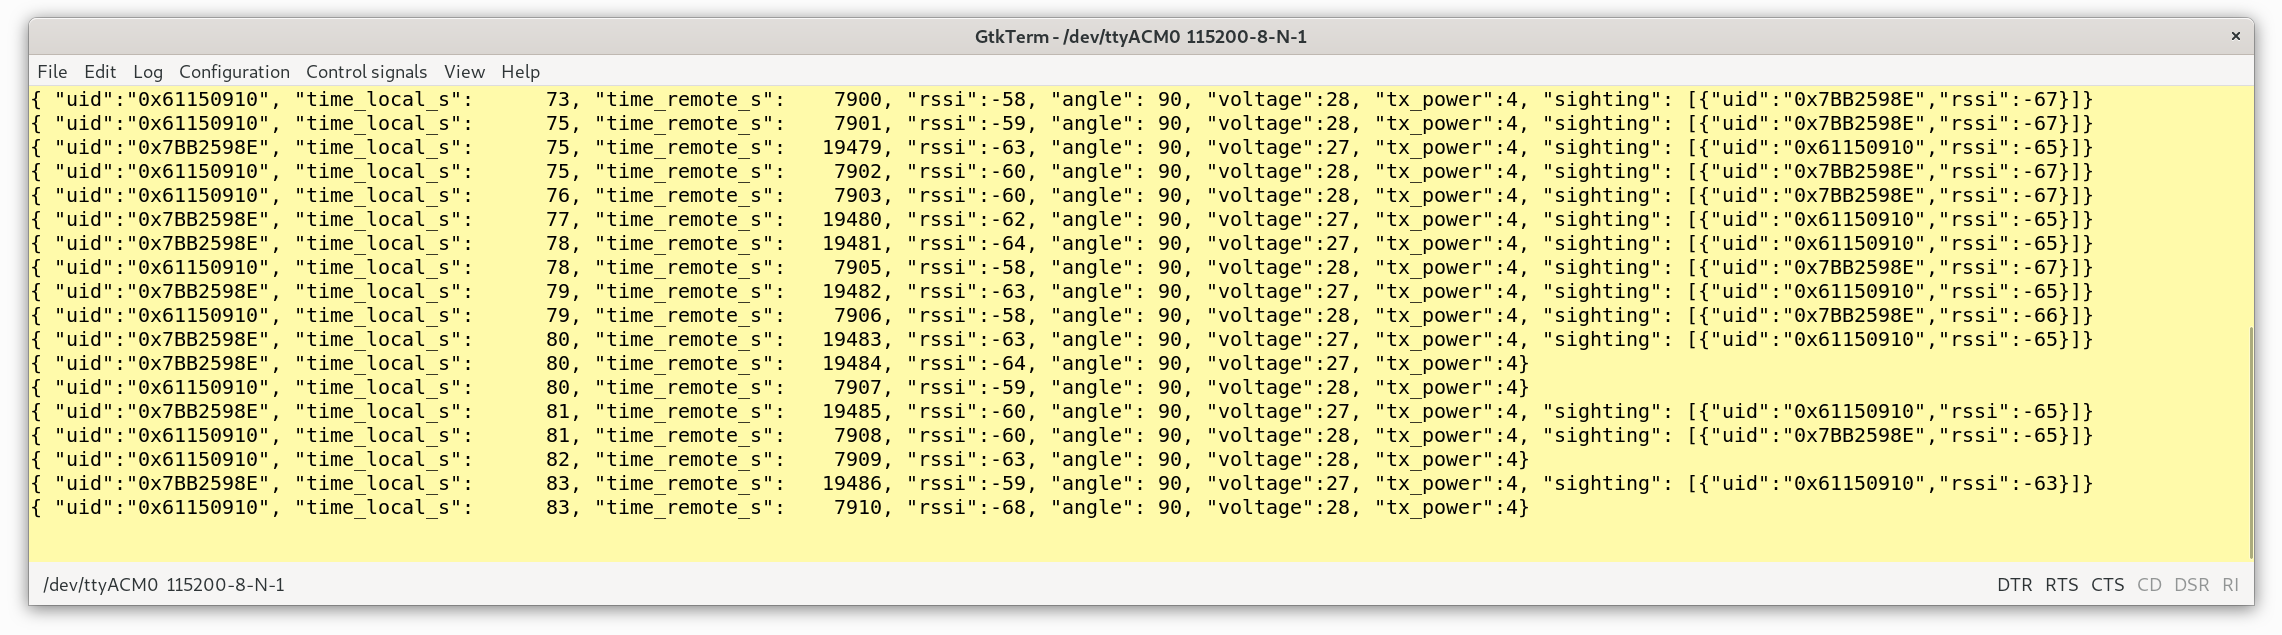 GtkTerm - /dev/ttyACM0 115200-8-N-1 ×
File Edit Log Configuration Control signals View Help
{ "uid":"0x61150910", "time_local_s":      73, "time_remote_s":    7900, "rssi":-58, "angle": 90, "voltage":28, "tx_power":4, "sighting": [{"uid":"0x7BB2598E","rssi":-67}]}
{ "uid":"0x61150910", "time_local_s":      75, "time_remote_s":    7901, "rssi":-59, "angle": 90, "voltage":28, "tx_power":4, "sighting": [{"uid":"0x7BB2598E","rssi":-67}]}
{ "uid":"0x7BB2598E", "time_local_s":      75, "time_remote_s":   19479, "rssi":-63, "angle": 90, "voltage":27, "tx_power":4, "sighting": [{"uid":"0x61150910","rssi":-65}]}
{ "uid":"0x61150910", "time_local_s":      75, "time_remote_s":    7902, "rssi":-60, "angle": 90, "voltage":28, "tx_power":4, "sighting": [{"uid":"0x7BB2598E","rssi":-67}]}
{ "uid":"0x61150910", "time_local_s":      76, "time_remote_s":    7903, "rssi":-60, "angle": 90, "voltage":28, "tx_power":4, "sighting": [{"uid":"0x7BB2598E","rssi":-67}]}
{ "uid":"0x7BB2598E", "time_local_s":      77, "time_remote_s":   19480, "rssi":-62, "angle": 90, "voltage":27, "tx_power":4, "sighting": [{"uid":"0x61150910","rssi":-65}]}
{ "uid":"0x7BB2598E", "time_local_s":      78, "time_remote_s":   19481, "rssi":-64, "angle": 90, "voltage":27, "tx_power":4, "sighting": [{"uid":"0x61150910","rssi":-65}]}
{ "uid":"0x61150910", "time_local_s":      78, "time_remote_s":    7905, "rssi":-58, "angle": 90, "voltage":28, "tx_power":4, "sighting": [{"uid":"0x7BB2598E","rssi":-67}]}
{ "uid":"0x7BB2598E", "time_local_s":      79, "time_remote_s":   19482, "rssi":-63, "angle": 90, "voltage":27, "tx_power":4, "sighting": [{"uid":"0x61150910","rssi":-65}]}
{ "uid":"0x61150910", "time_local_s":      79, "time_remote_s":    7906, "rssi":-58, "angle": 90, "voltage":28, "tx_power":4, "sighting": [{"uid":"0x7BB2598E","rssi":-66}]}
{ "uid":"0x7BB2598E", "time_local_s":      80, "time_remote_s":   19483, "rssi":-63, "angle": 90, "voltage":27, "tx_power":4, "sighting": [{"uid":"0x61150910","rssi":-65}]}
{ "uid":"0x7BB2598E", "time_local_s":      80, "time_remote_s":   19484, "rssi":-64, "angle": 90, "voltage":27, "tx_power":4}
{ "uid":"0x61150910", "time_local_s":      80, "time_remote_s":    7907, "rssi":-59, "angle": 90, "voltage":28, "tx_power":4}
{ "uid":"0x7BB2598E", "time_local_s":      81, "time_remote_s":   19485, "rssi":-60, "angle": 90, "voltage":27, "tx_power":4, "sighting": [{"uid":"0x61150910","rssi":-65}]}
{ "uid":"0x61150910", "time_local_s":      81, "time_remote_s":    7908, "rssi":-60, "angle": 90, "voltage":28, "tx_power":4, "sighting": [{"uid":"0x7BB2598E","rssi":-65}]}
{ "uid":"0x61150910", "time_local_s":      82, "time_remote_s":    7909, "rssi":-63, "angle": 90, "voltage":28, "tx_power":4}
{ "uid":"0x7BB2598E", "time_local_s":      83, "time_remote_s":   19486, "rssi":-59, "angle": 90, "voltage":27, "tx_power":4, "sighting": [{"uid":"0x61150910","rssi":-63}]}
{ "uid":"0x61150910", "time_local_s":      83, "time_remote_s":    7910, "rssi":-68, "angle": 90, "voltage":28, "tx_power":4}
/dev/ttyACM0 115200-8-N-1 DTR RTS CTS CD DSR RI